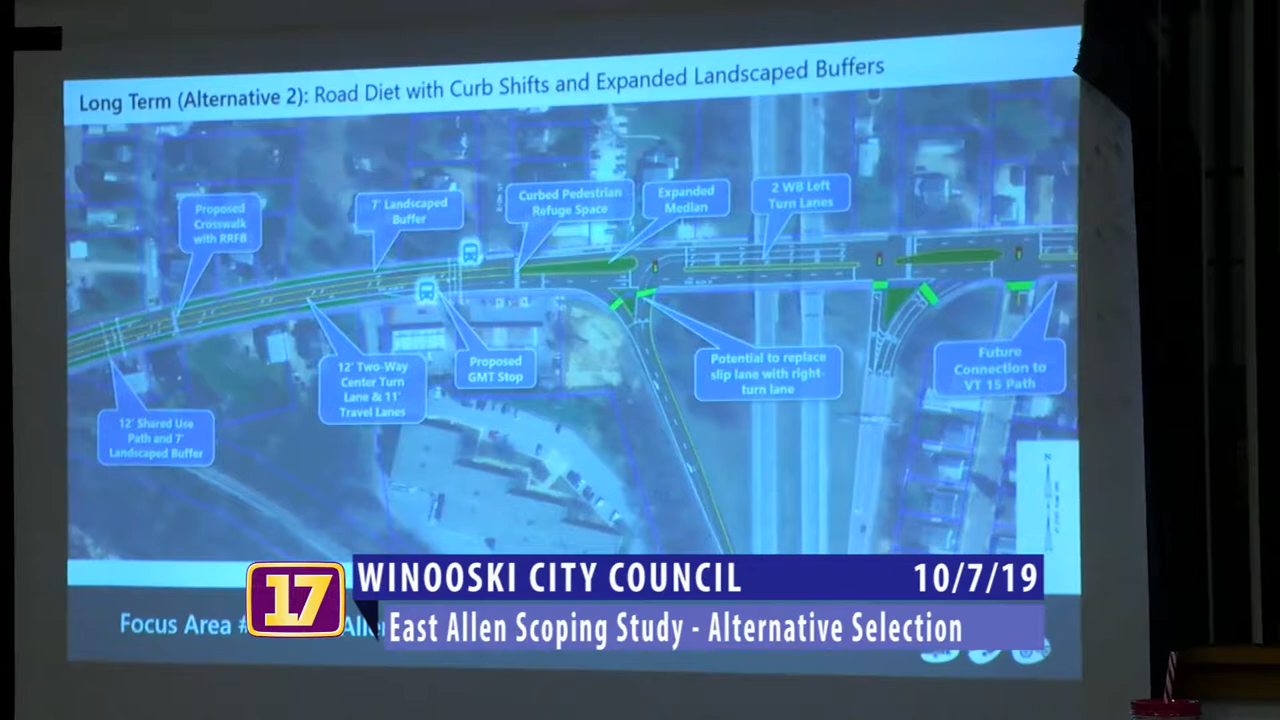 Long Term (Alternative 2): Road Diet with Curb Shifts and Expanded Landscaped Buffers
Proposed
Crosswalk
with RRFB
7' Landscaped
Buffer
Curbed Pedestrian
Refuge Space
Expanded
Median
2 WB Left
Turn Lanes
12' Shared Use
Path and 7'
Landscaped Buffer
12' Two-Way
Center Turn
Lane & 11'
Travel Lanes
Proposed
GMT Stop
Potential to replace
slip lane with right-
turn lane
Future
Connection to
VT 15 Path
N
17
WINOOSKI CITY COUNCIL 10/7/19
East Allen Scoping Study - Alternative Selection
Focus Area #